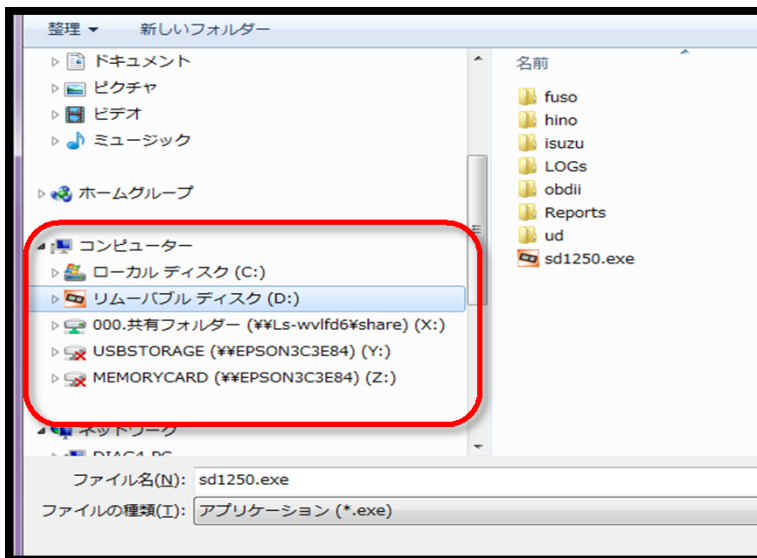 整理 ▼ 新しいフォルダー
ドキュメント
ピクチャ
ビデオ
ミュージック
ホームグループ
コンピューター
ローカル ディスク (C:)
リムーバブル ディスク (D:)
000.共有フォルダー (¥¥Ls-wvlfd6¥share) (X:)
USBSTORAGE (¥¥EPSON3C3E84) (Y:)
MEMORYCARD (¥¥EPSON3C3E84) (Z:)
ネットワーク
DIAG4-PC
名前
fuso
hino
isuzu
LOGs
obdii
Reports
ud
sd1250.exe
ファイル名(N): sd1250.exe
ファイルの種類(T): アプリケーション (*.exe)